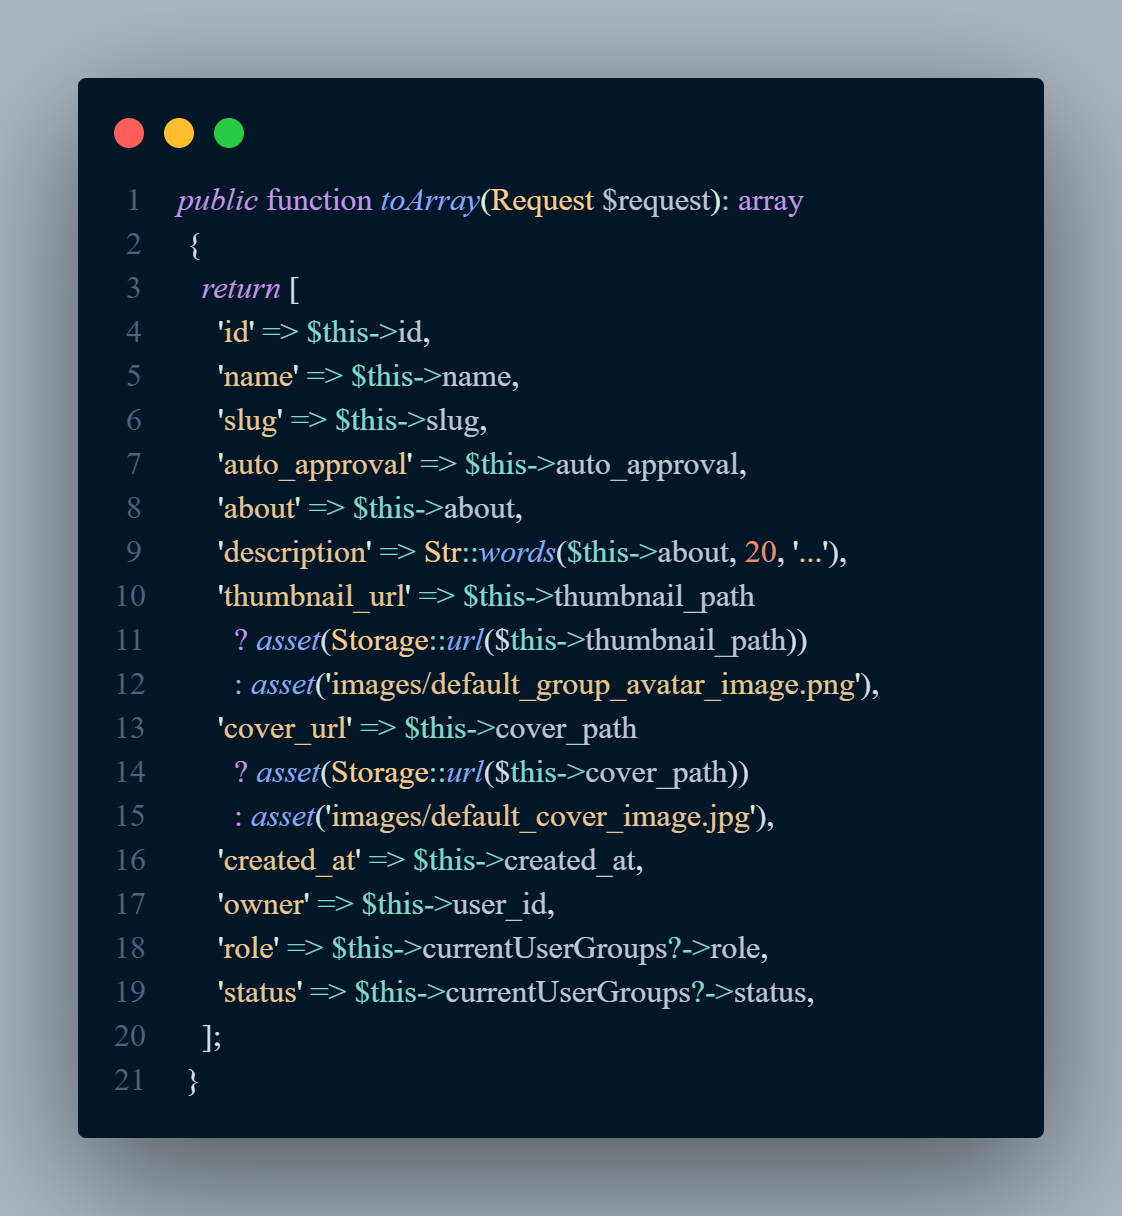 1 public function toArray(Request $request): array
2 {
3 return [
4 'id' => $this->id,
5 'name' => $this->name,
6 'slug' => $this->slug,
7 'auto_approval' => $this->auto_approval,
8 'about' => $this->about,
9 'description' => Str::words($this->about, 20, '...'),
10 'thumbnail_url' => $this->thumbnail_path
11 ? asset(Storage::url($this->thumbnail_path))
12 : asset('images/default_group_avatar_image.png'),
13 'cover_url' => $this->cover_path
14 ? asset(Storage::url($this->cover_path))
15 : asset('images/default_cover_image.jpg'),
16 'created_at' => $this->created_at,
17 'owner' => $this->user_id,
18 'role' => $this->currentUserGroups?->role,
19 'status' => $this->currentUserGroups?->status,
20 ];
21 }